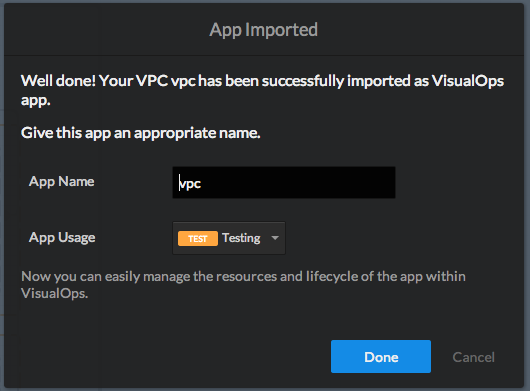 App Imported
Well done! Your VPC vpc has been successfully imported as VisualOps
app.
Give this app an appropriate name.
App Name vpc
App Usage TEST Testing
Now you can easily manage the resources and lifecycle of the app within
VisualOps.
Done Cancel